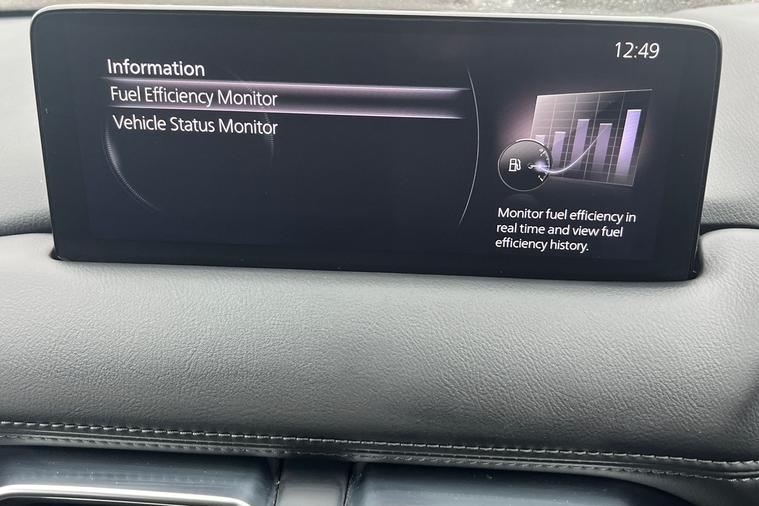 12:49
Information
Fuel Efficiency Monitor
Vehicle Status Monitor
Monitor fuel efficiency in
real time and view fuel
efficiency history.